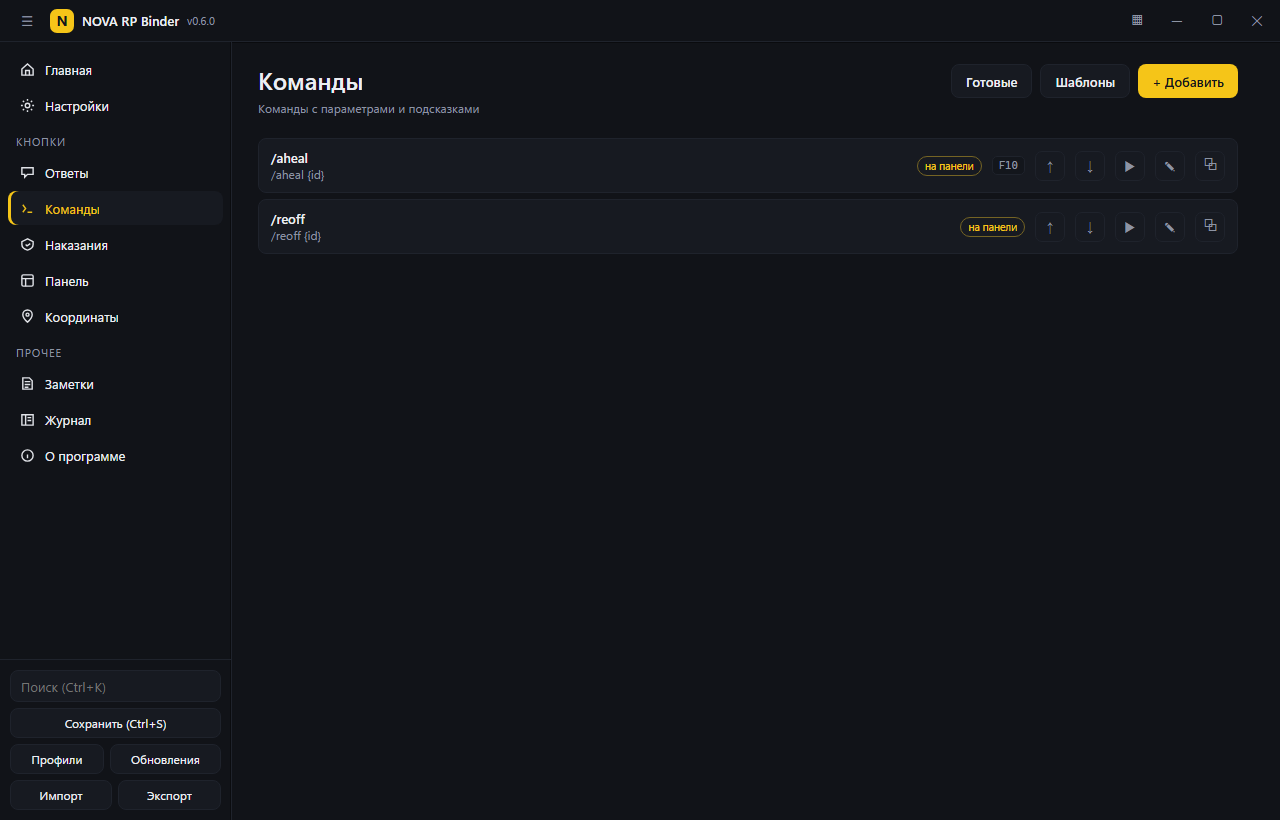 N NOVA RP Binder v0.6.0
Главная
Настройки
КНОПКИ
Ответы
Команды
Наказания
Панель
Координаты
ПРОЧЕЕ
Заметки
Журнал
О программе
Поиск (Ctrl+K)
Сохранить (Ctrl+S)
Профили Обновления
Импорт Экспорт
Команды
Команды с параметрами и подсказками
Готовые Шаблоны + Добавить
/aheal
/aheal {id}
на панели F10
/reoff
/reoff {id}
на панели